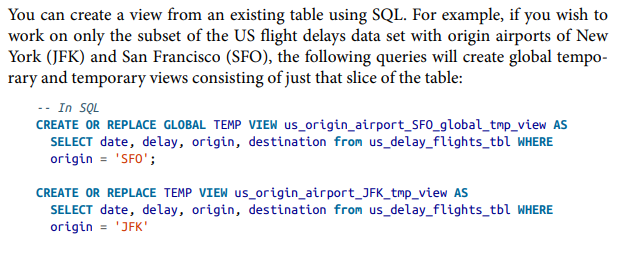 You can create a view from an existing table using SQL. For example, if you wish to
work on only the subset of the US flight delays data set with origin airports of New
York (JFK) and San Francisco (SFO), the following queries will create global tempo-
rary and temporary views consisting of just that slice of the table:
-- In SQL
CREATE OR REPLACE GLOBAL TEMP VIEW us_origin_airport_SFO_global_tmp_view AS
SELECT date, delay, origin, destination from us_delay_flights_tbl WHERE
origin = 'SFO';
CREATE OR REPLACE TEMP VIEW us_origin_airport_JFK_tmp_view AS
SELECT date, delay, origin, destination from us_delay_flights_tbl WHERE
origin = 'JFK'